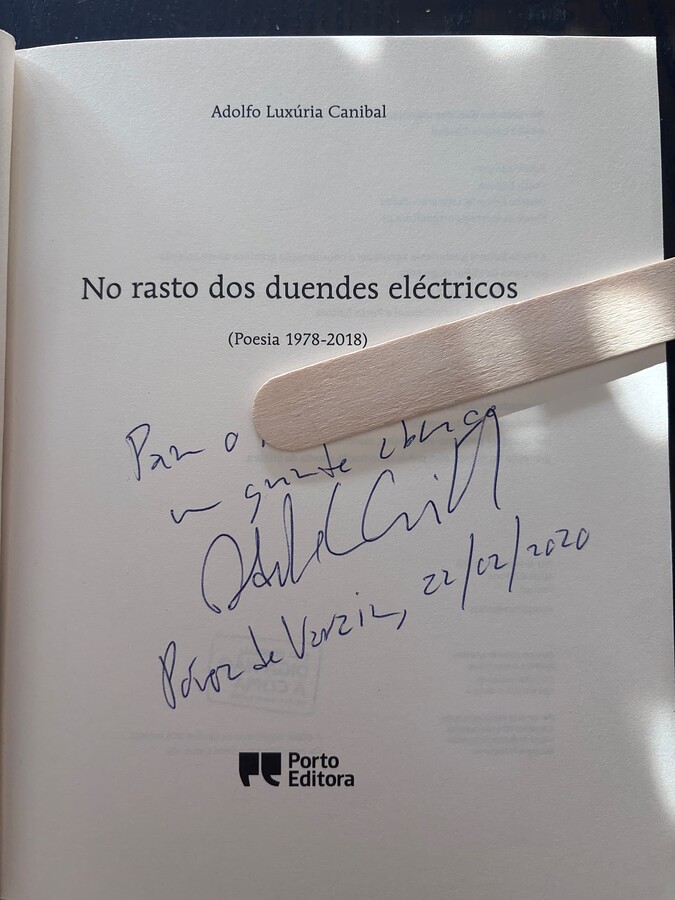 Adolfo Luxúria Canibal
No rasto dos duendes eléctricos
(Poesia 1978-2018)
Para o
um grande abraço
Póvoa de Varzim, 22/02/2020
Porto
Editora